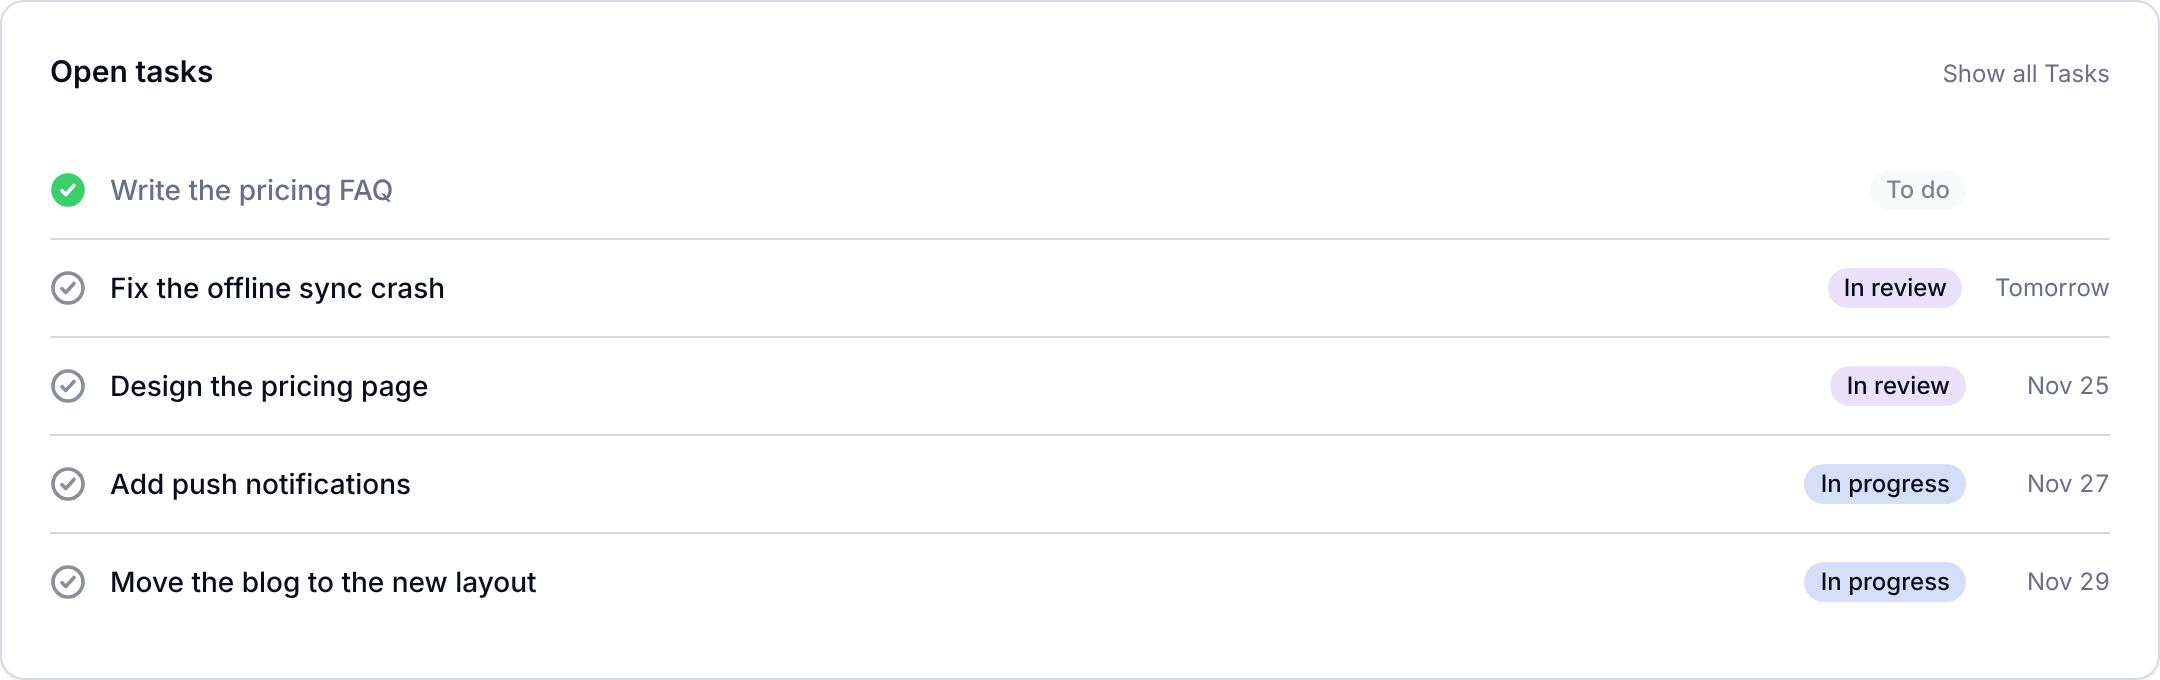 Open tasks
Show all Tasks
Write the pricing FAQ
To do
Fix the offline sync crash
In review
Tomorrow
Design the pricing page
In review
Nov 25
Add push notifications
In progress
Nov 27
Move the blog to the new layout
In progress
Nov 29